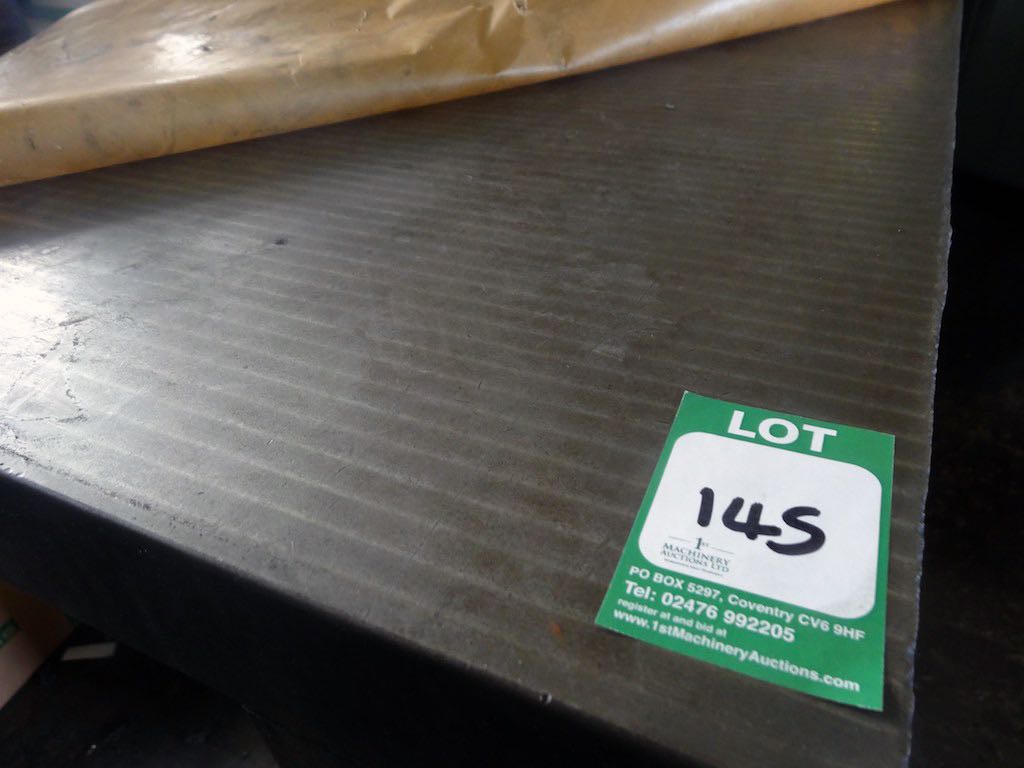 LOT
145
1st
MACHINERY
AUCTIONS LTD
PO BOX 5297, Coventry CV6 9HF
Tel: 02476 992205
register at and bid at
www.1stMachineryAuctions.com